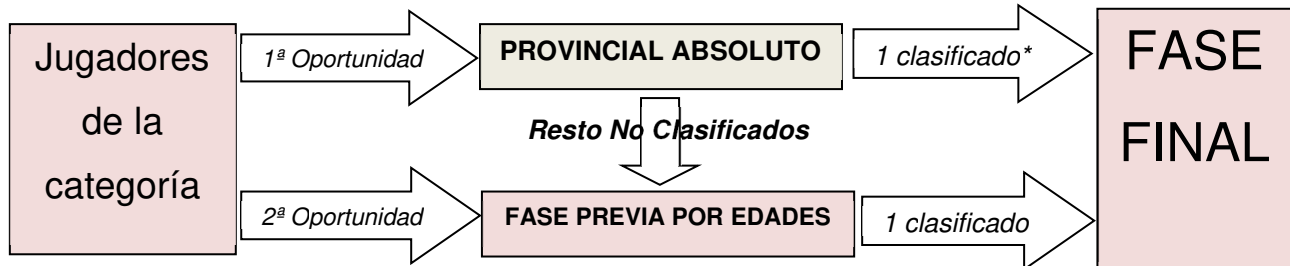 Jugadores
de la
categoría
1ª Oportunidad
PROVINCIAL ABSOLUTO
1 clasificado*
Resto No Clasificados
2ª Oportunidad
FASE PREVIA POR EDADES
1 clasificado
FASE
FINAL